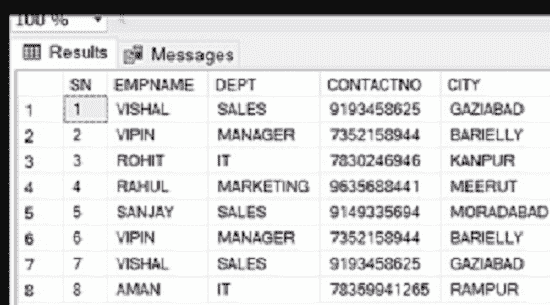 100 %
Results Messages
SN EMPNAME DEPT CONTACTNO CITY
1 1 VISHAL SALES 9193458625 GAZIABAD
2 2 VIPIN MANAGER 7352158944 BARIELLY
3 3 ROHIT IT 7830246946 KANPUR
4 4 RAHUL MARKETING 9635688441 MEERUT
5 5 SANJAY SALES 9149335694 MORADABAD
6 6 VIPIN MANAGER 7352158944 BARIELLY
7 7 VISHAL SALES 9193458625 GAZIABAD
8 8 AMAN IT 78359941265 RAMPUR